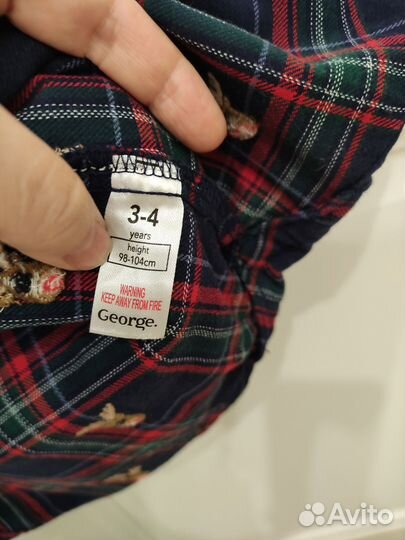 3-4
years
height
98-104cm
WARNING
KEEP AWAY FROM FIRE
George.
Avito